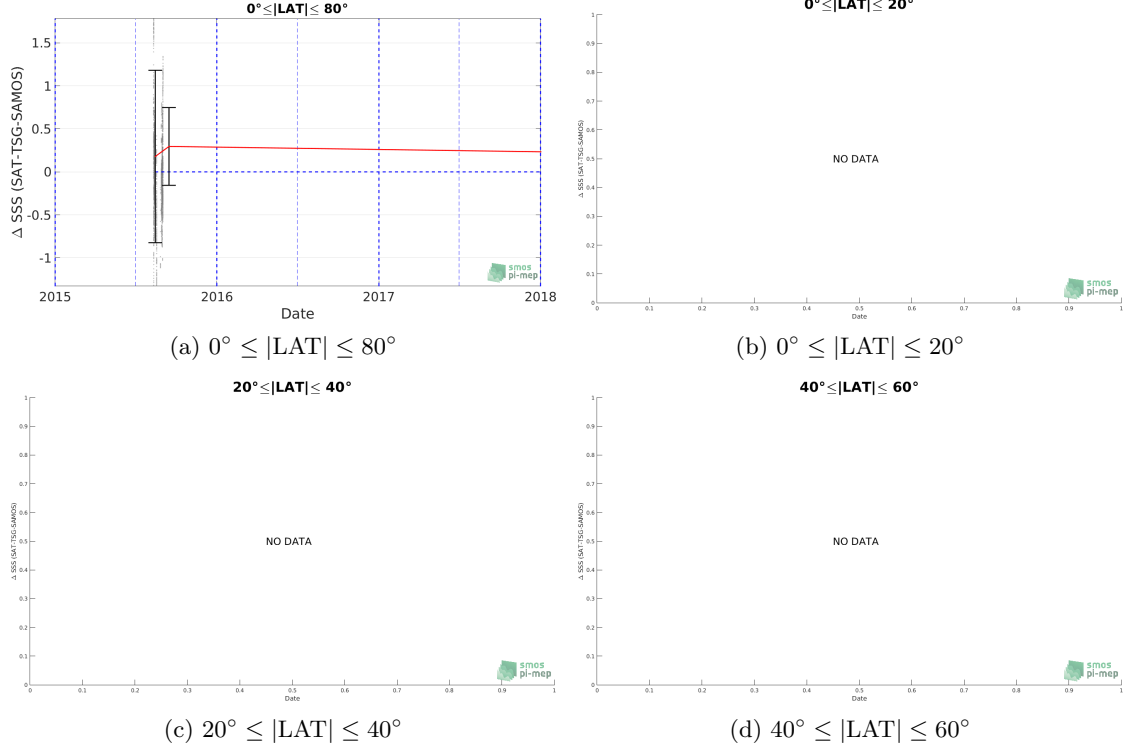 0°≤|LAT|≤ 80°
1.5
1
0.5
0
-0.5
-1
Δ SSS (SAT-TSG-SAMOS)
2015 2016 2017 2018
Date
smos
pi-mep
(a) 0° ≤ |LAT| ≤ 80°
0°≤|LAT|≤ 20°
1
0.9
0.8
0.7
0.6
0.5
0.4
0.3
0.2
0.1
0
Δ SSS (SAT-TSG-SAMOS)
NO DATA
0 0.1 0.2 0.3 0.4 0.5 0.6 0.7 0.8 0.9 1
Date
smos
pi-mep
(b) 0° ≤ |LAT| ≤ 20°
20°≤|LAT|≤ 40°
1
0.9
0.8
0.7
0.6
0.5
0.4
0.3
0.2
0.1
0
Δ SSS (SAT-TSG-SAMOS)
NO DATA
0 0.1 0.2 0.3 0.4 0.5 0.6 0.7 0.8 0.9 1
Date
smos
pi-mep
(c) 20° ≤ |LAT| ≤ 40°
40°≤|LAT|≤ 60°
1
0.9
0.8
0.7
0.6
0.5
0.4
0.3
0.2
0.1
0
Δ SSS (SAT-TSG-SAMOS)
NO DATA
0 0.1 0.2 0.3 0.4 0.5 0.6 0.7 0.8 0.9 1
Date
smos
pi-mep
(d) 40° ≤ |LAT| ≤ 60°